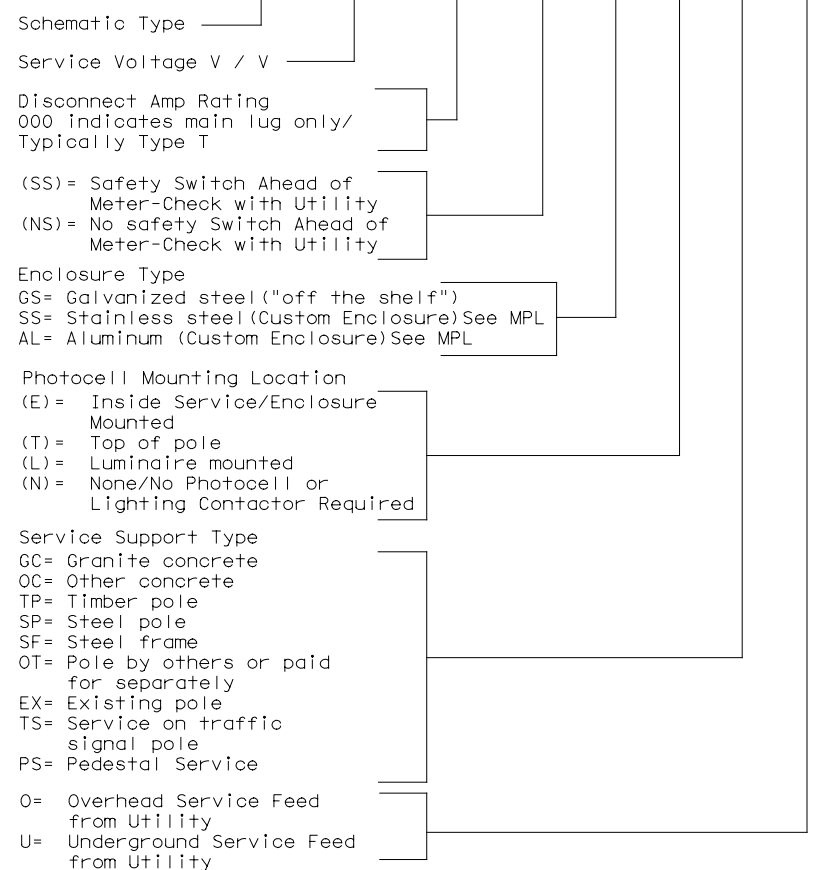 Schematic Type
Service Voltage V / V
Disconnect Amp Rating
000 indicates main lug only/
Typically Type T
(SS)= Safety Switch Ahead of
Meter-Check with Utility
(NS)= No safety Switch Ahead of
Meter-Check with Utility
Enclosure Type
GS= Galvanized steel("off the shelf")
SS= Stainless steel(Custom Enclosure)See MPL
AL= Aluminum (Custom Enclosure)See MPL
Photocell Mounting Location
(E)= Inside Service/Enclosure
Mounted
(T)= Top of pole
(L)= Luminaire mounted
(N)= None/No Photocell or
Lighting Contactor Required
Service Support Type
GC= Granite concrete
OC= Other concrete
TP= Timber pole
SP= Steel pole
SF= Steel frame
OT= Pole by others or paid
for separately
EX= Existing pole
TS= Service on traffic
signal pole
PS= Pedestal Service
O= Overhead Service Feed
from Utility
U= Underground Service Feed
from Utility